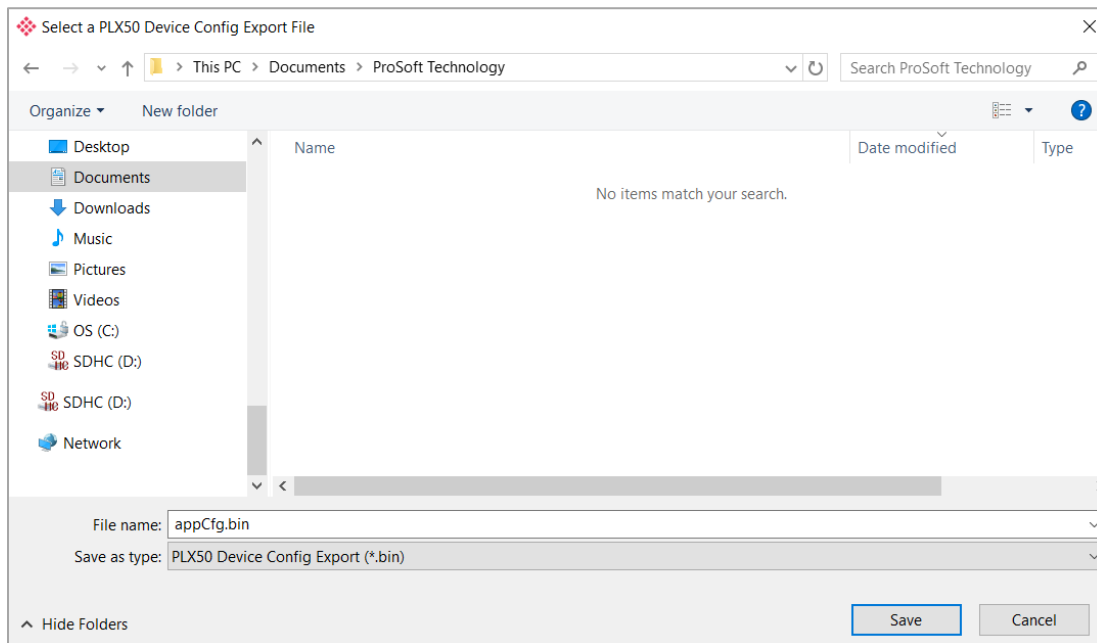 Select a PLX50 Device Config Export File
This PC > Documents > ProSoft Technology
Search ProSoft Technology
Organize
New folder
?
Desktop
Documents
Downloads
Music
Pictures
Videos
OS (C:)
SDHC (D:)
SDHC (D:)
Network
Name
Date modified
Type
No items match your search.
File name: appCfg.bin
Save as type: PLX50 Device Config Export (*.bin)
Hide Folders
Save
Cancel